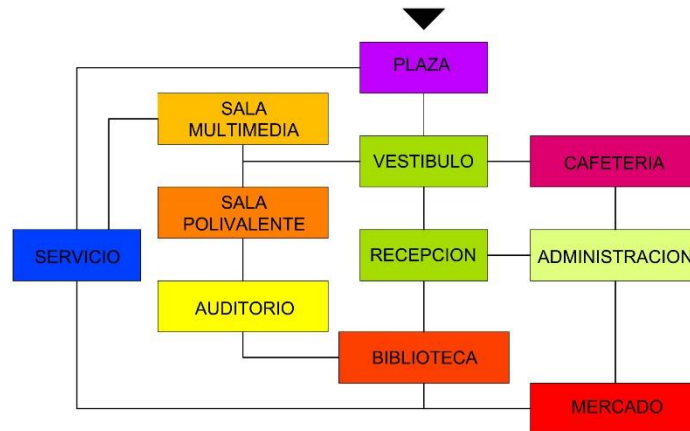 PLAZA
SALA
MULTIMEDIA
VESTIBULO
CAFETERIA
SALA
POLIVALENTE
SERVICIO
RECEPCION
ADMINISTRACION
AUDITORIO
BIBLIOTECA
MERCADO